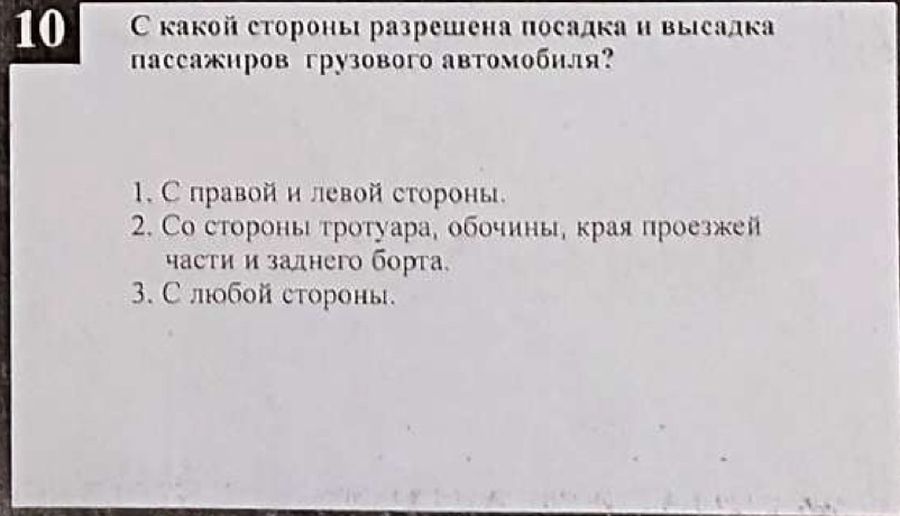 10
С какой стороны разрешена посадка и высадка
пассажиров грузового автомобиля?
1. С правой и левой стороны.
2. Со стороны тротуара, обочины, края проезжей
части и заднего борта.
3. С любой стороны.